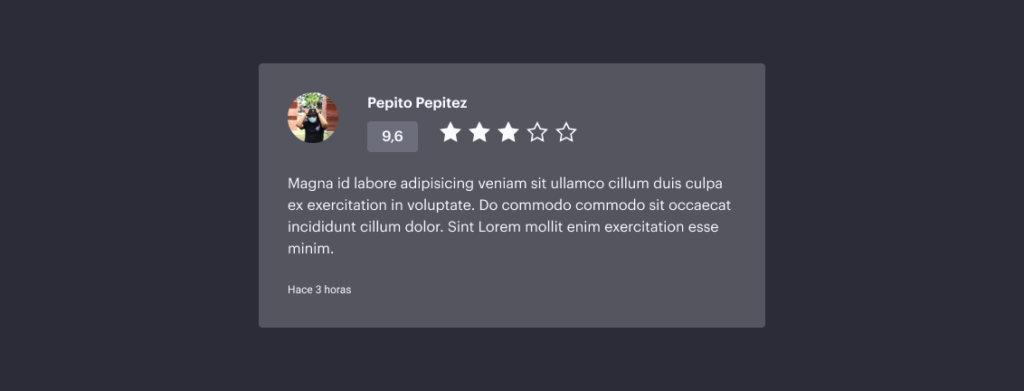 Pepito Pepitez
9,6
Magna id labore adipisicing veniam sit ullamco cillum duis culpa
ex exercitation in voluptate. Do commodo commodo sit occaecat
incididunt cillum dolor. Sint Lorem mollit enim exercitation esse
minim.
Hace 3 horas